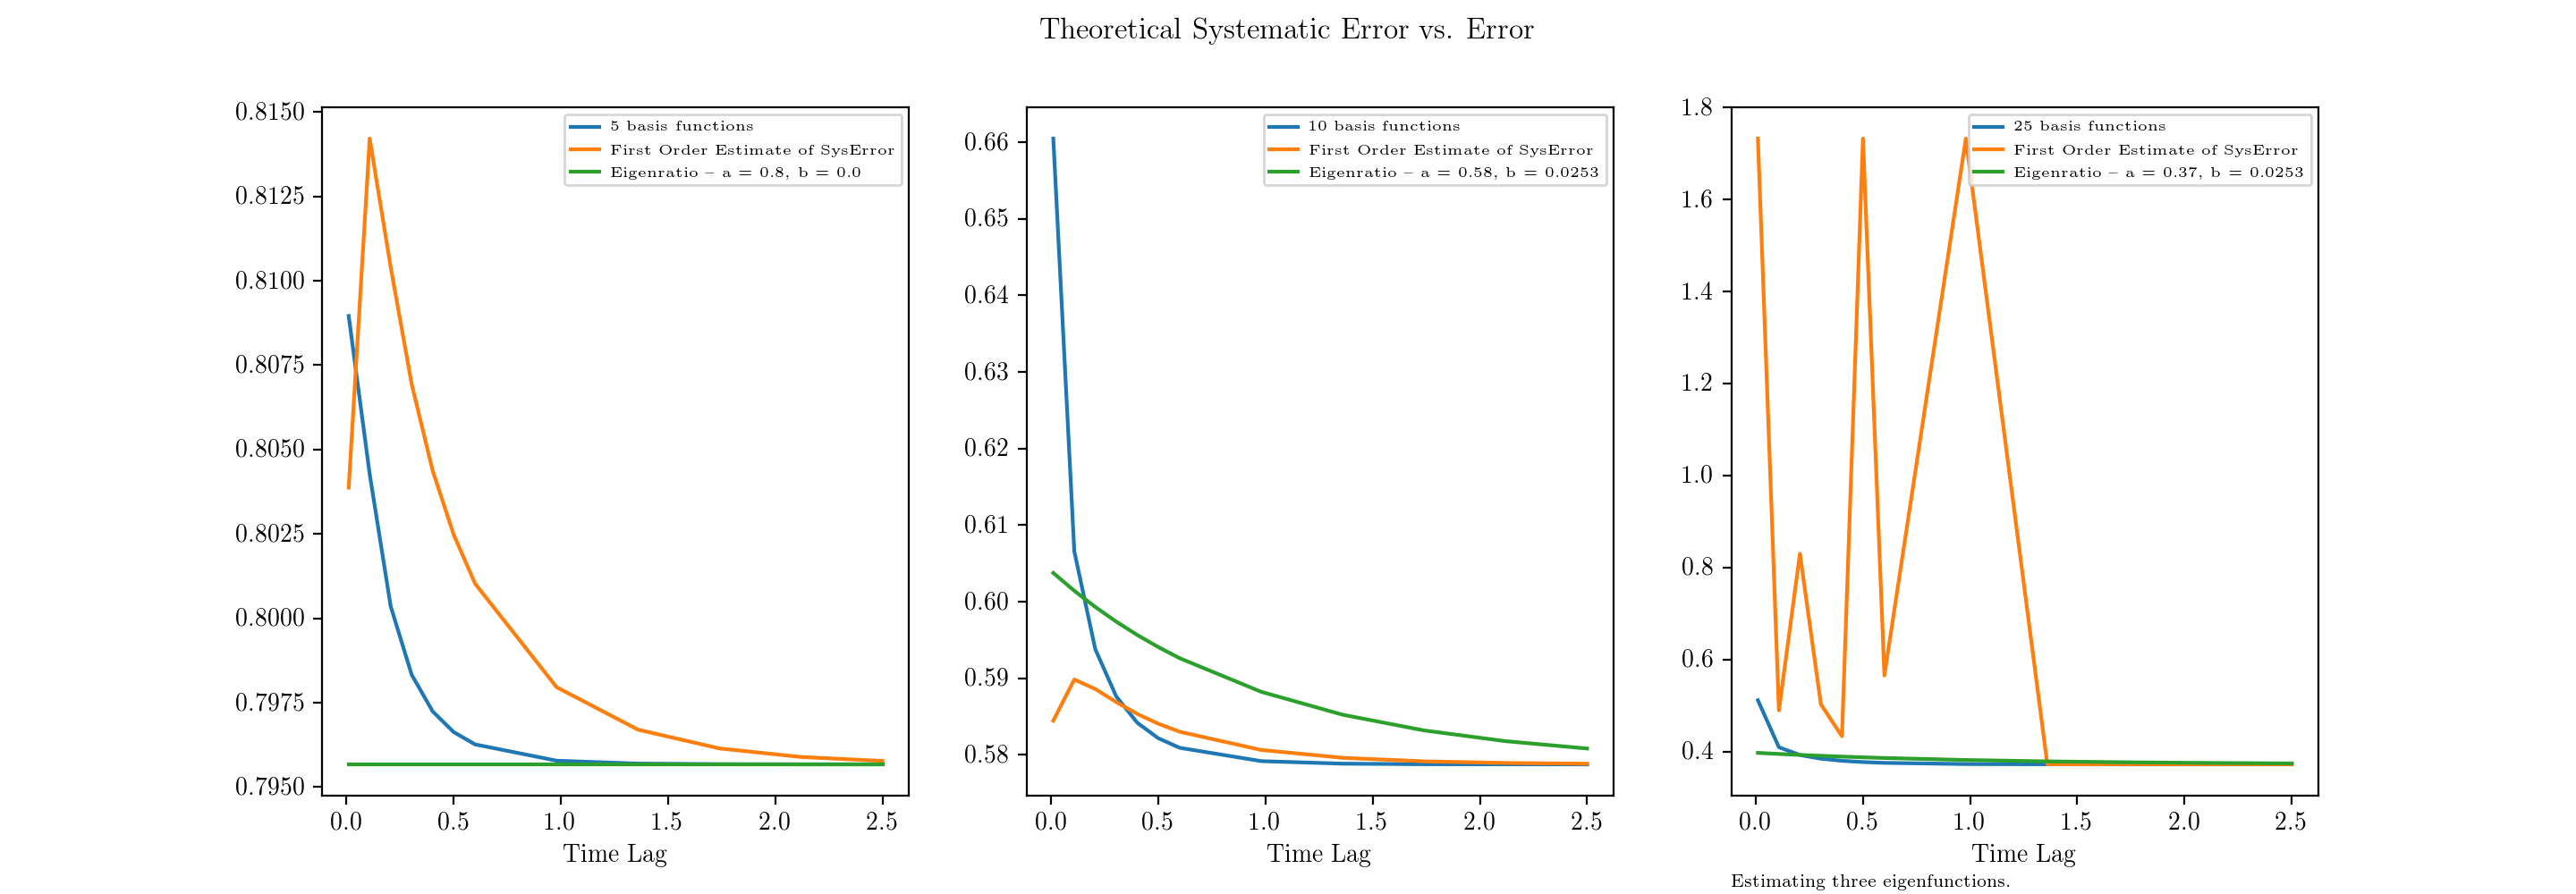 Theoretical Systematic Error vs. Error
0.8150
0.8125
0.8100
0.8075
0.8050
0.8025
0.8000
0.7975
0.7950
0.0 0.5 1.0 1.5 2.0 2.5
Time Lag
5 basis functions
First Order Estimate of SysError
Eigenratio – a = 0.8, b = 0.0
0.66
0.65
0.64
0.63
0.62
0.61
0.60
0.59
0.58
0.0 0.5 1.0 1.5 2.0 2.5
Time Lag
10 basis functions
First Order Estimate of SysError
Eigenratio – a = 0.58, b = 0.0253
1.8
1.6
1.4
1.2
1.0
0.8
0.6
0.4
0.0 0.5 1.0 1.5 2.0 2.5
Time Lag
25 basis functions
First Order Estimate of SysError
Eigenratio – a = 0.37, b = 0.0253
Estimating three eigenfunctions.